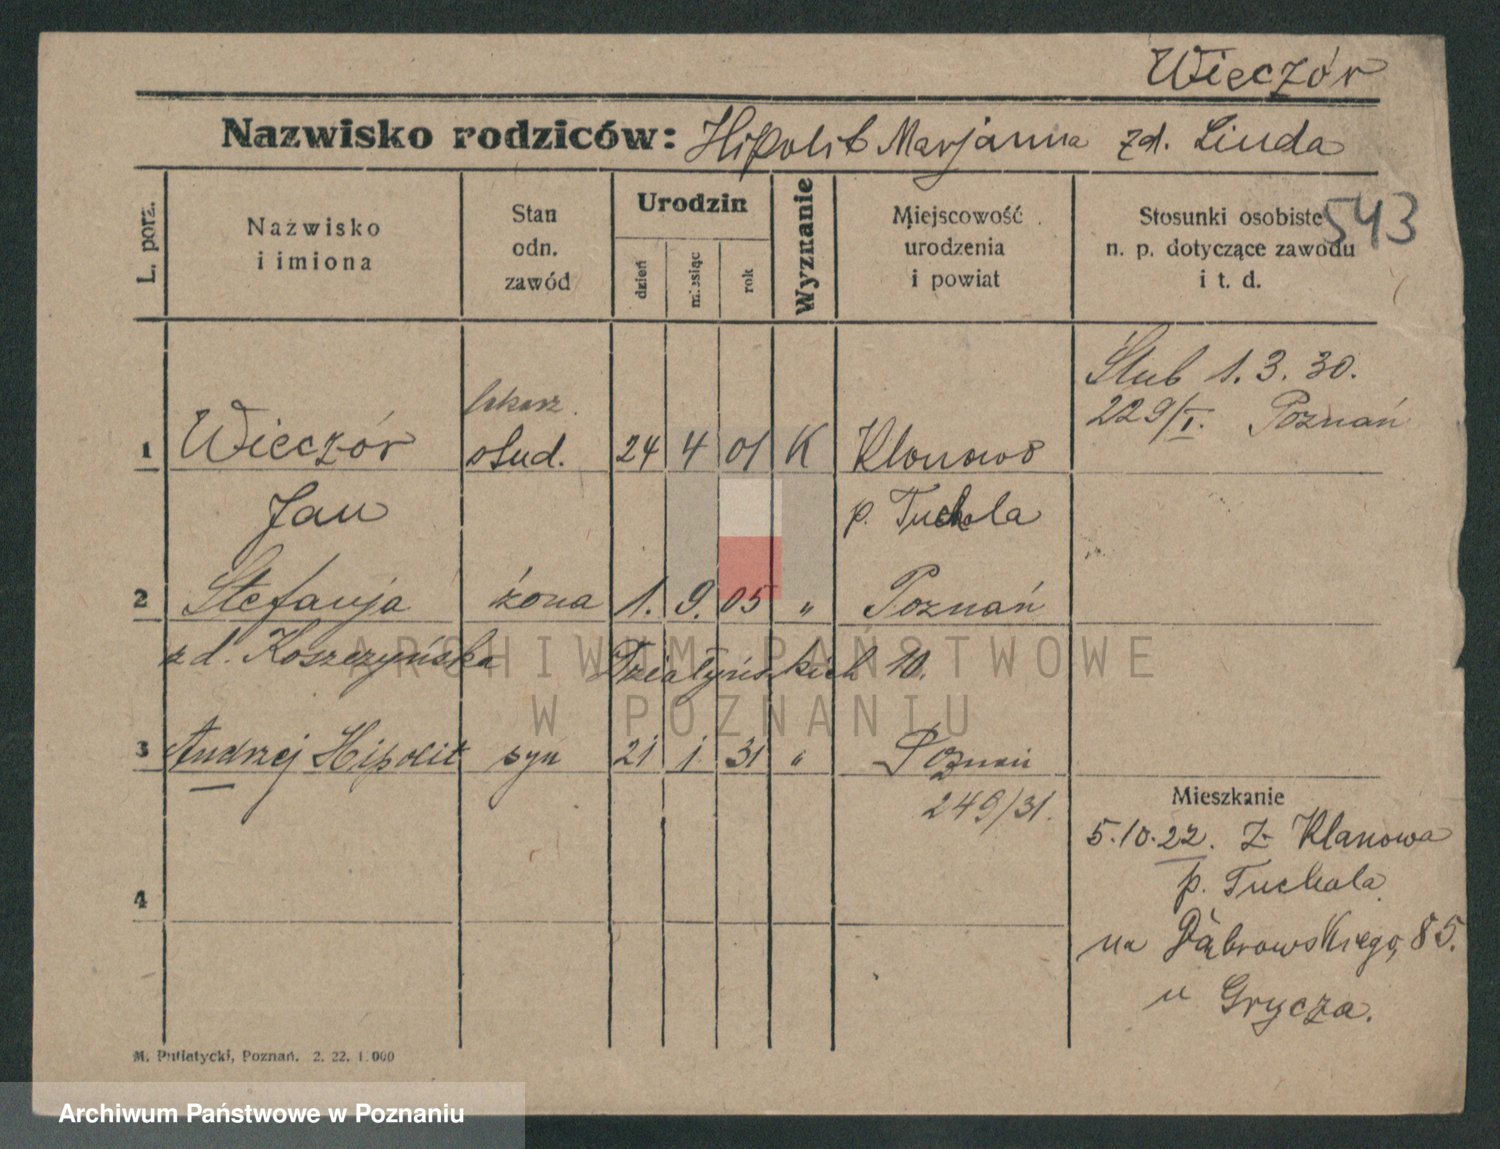 Wieczór
Nazwisko rodziców: Hipolit Marjanna zd. Linda
543
L. porz.
Nazwisko
i imiona
Stan
odn.
zawód
Urodzin
dzień
miesiąc
rok
Wyznanie
Miejscowość
urodzenia
i powiat
Stosunki osobiste
n. p. dotyczące zawodu
i t. d.
Ślub 1. 3. 30.
229/I. Poznań
lekarz
1 Wieczór stud. 24 4 01 K Klonowo
Jan p. Tuchola
2 Stefanja żona 1. 9. 05 „ Poznań
z d. Koszczyńska Działyńskich 10.
3 Andrzej Hipolit syn 21 1 31 „ Poznań
249/31.
Mieszkanie
5.10.22. z Klanowa
p. Tuchola
4
na Dąbrowskiego, 85.
u Grycza.
M. Putiatycki, Poznań. 2. 22. 1.000
ARCHIWUM PAŃSTWOWE
W POZNANIU
Archiwum Państwowe w Poznaniu